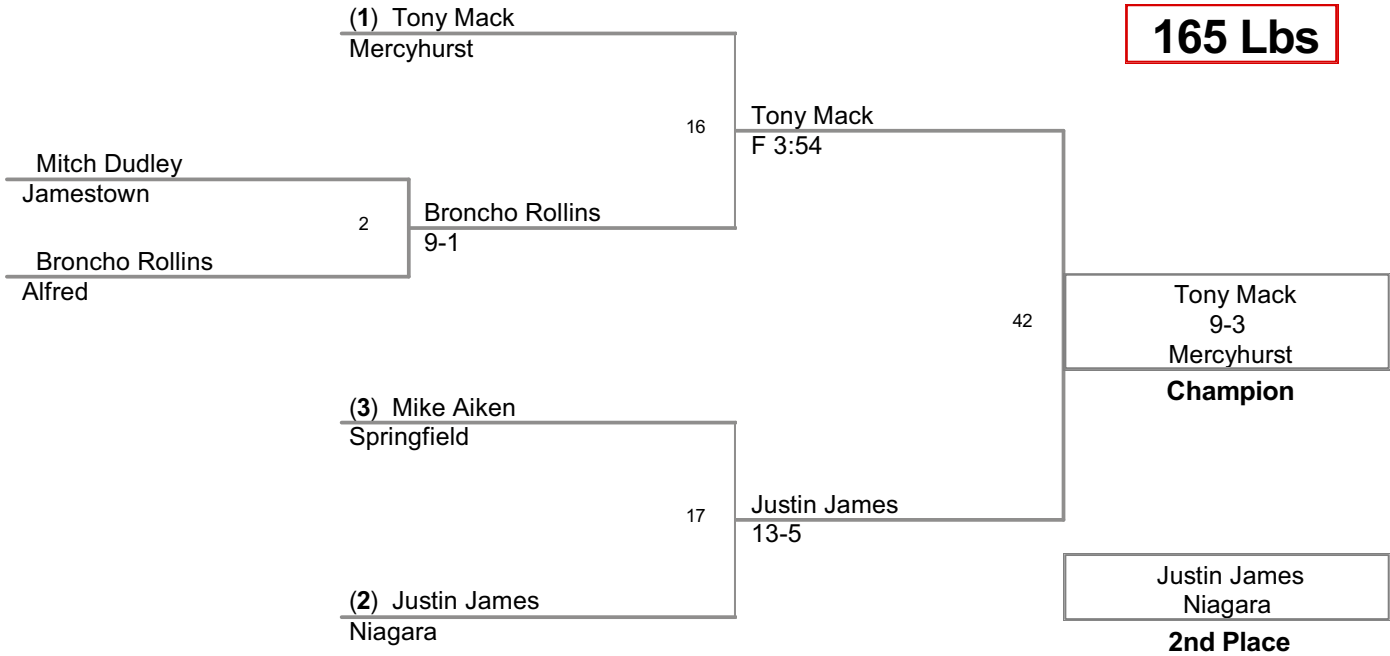 (1) Tony Mack
Mercyhurst
165 Lbs
16
Tony Mack
F 3:54
Mitch Dudley
Jamestown
2
Broncho Rollins
9-1
Broncho Rollins
Alfred
42
Tony Mack
9-3
Mercyhurst
Champion
(3) Mike Aiken
Springfield
17
Justin James
13-5
(2) Justin James
Niagara
Justin James
Niagara
2nd Place